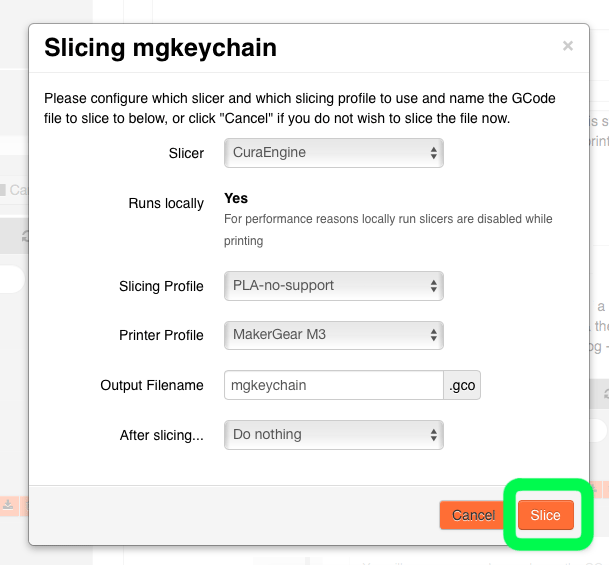 Slicing mgkeychain
×
Please configure which slicer and which slicing profile to use and name the GCode
file to slice to below, or click "Cancel" if you do not wish to slice the file now.
Slicer
CuraEngine
Runs locally
Yes
For performance reasons locally run slicers are disabled while
printing
Slicing Profile
PLA-no-support
Printer Profile
MakerGear M3
Output Filename
mgkeychain
.gco
After slicing...
Do nothing
Cancel
Slice